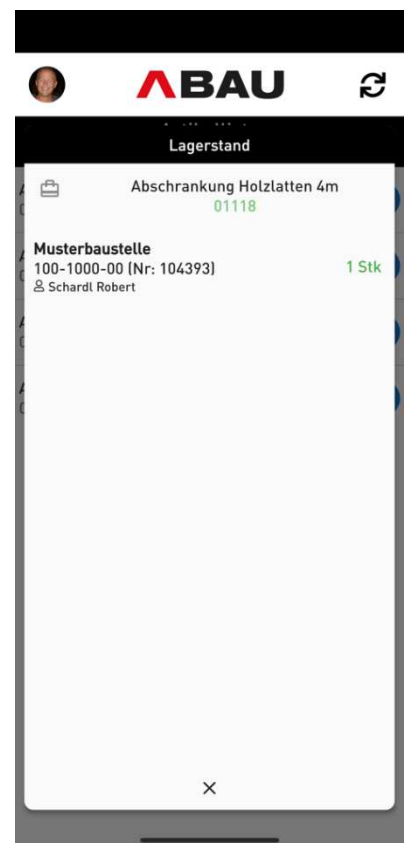 ABAU
Lagerstand
Abschrankung Holzlatten 4m
01118
Musterbaustelle
100-1000-00 (Nr: 104393)
1 Stk
Schardl Robert